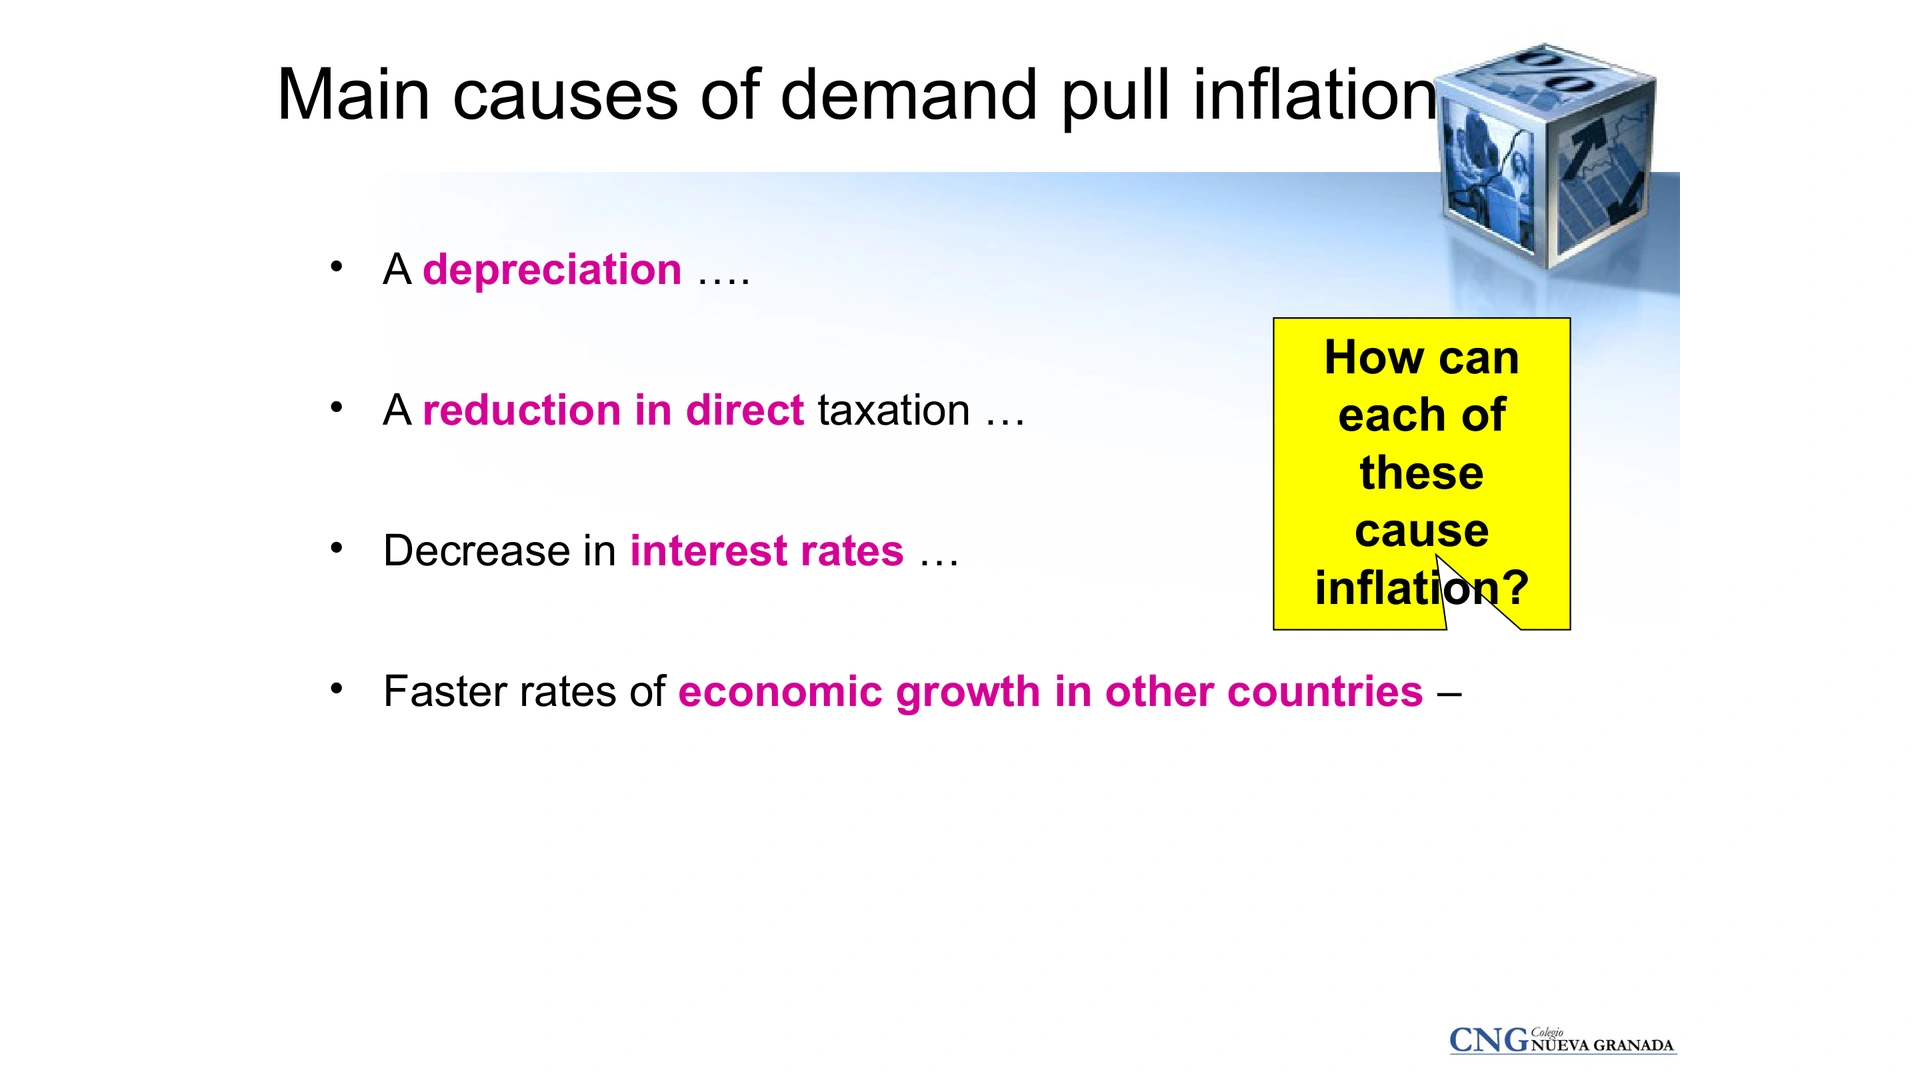 Main causes of demand pull inflation
%
• A depreciation ….
• A reduction in direct taxation …
• Decrease in interest rates …
• Faster rates of economic growth in other countries –
How can
each of
these
cause
inflation?
CNG Colegio
NUEVA GRANADA